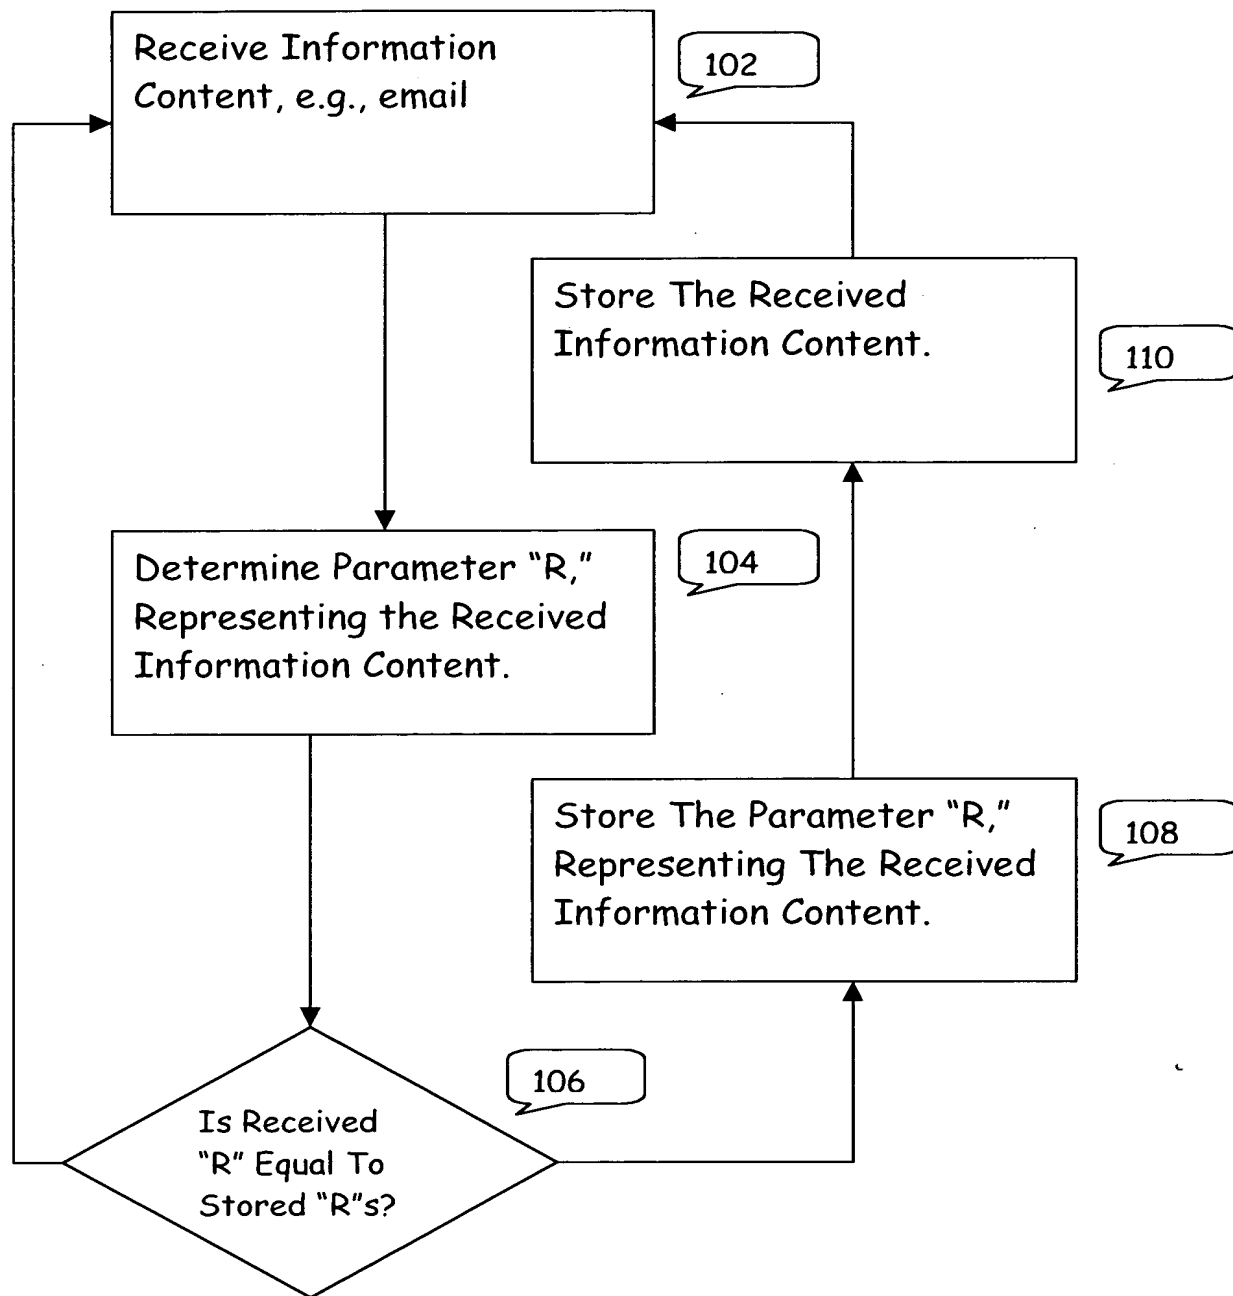 Receive Information
Content, e.g., email
102
Store The Received
Information Content.
110
Determine Parameter “R,”
Representing the Received
Information Content.
104
Store The Parameter “R,”
Representing The Received
Information Content.
108
106
Is Received
“R” Equal To
Stored “R”s?